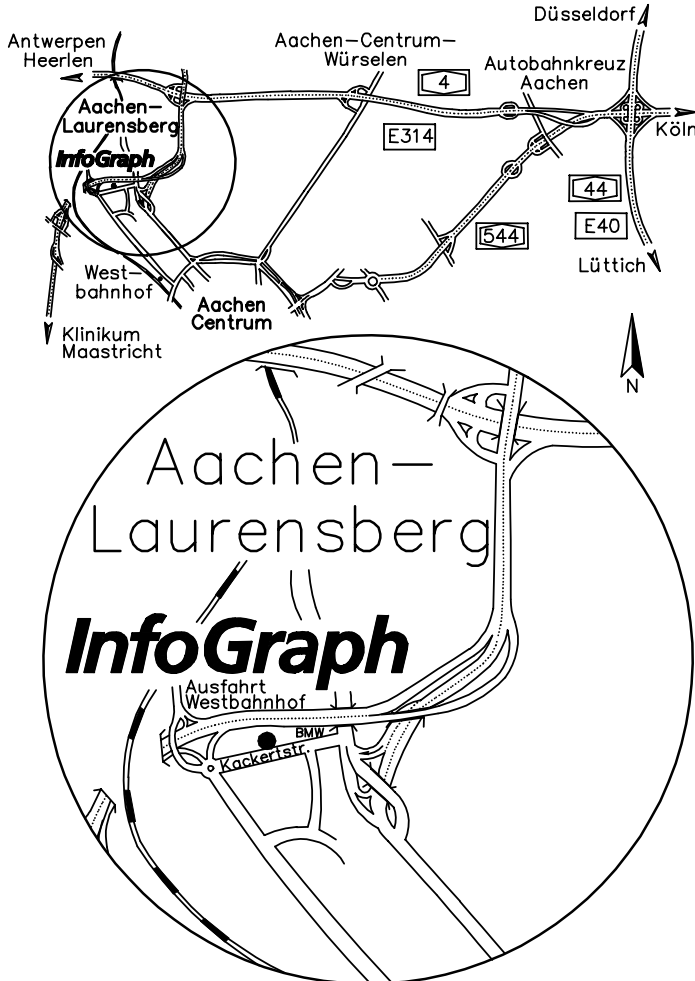 Düsseldorf
Antwerpen
Heerlen
Aachen-Centrum-
Würselen
Autobahnkreuz
Aachen
4
Aachen-
Laurensberg
E314
Köln
InfoGraph
44
E40
544
Lüttich
West-
bahnhof
Aachen
Centrum
Klinikum
Maastricht
N
Aachen-
Laurensberg
InfoGraph
Ausfahrt
Westbahnhof
BMW
Kackertstr.